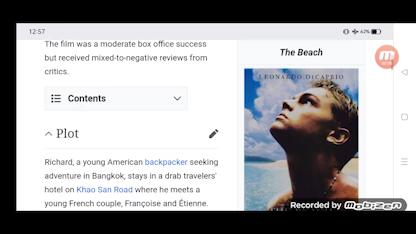 12:57
62%
The film was a moderate box office success
but received mixed-to-negative reviews from
critics.
Contents
Plot
Richard, a young American backpacker seeking
adventure in Bangkok, stays in a drab travelers'
hotel on Khao San Road where he meets a
young French couple, Françoise and Étienne.
The Beach
LEONARDO DICAPRIO
Recorded by mobizen